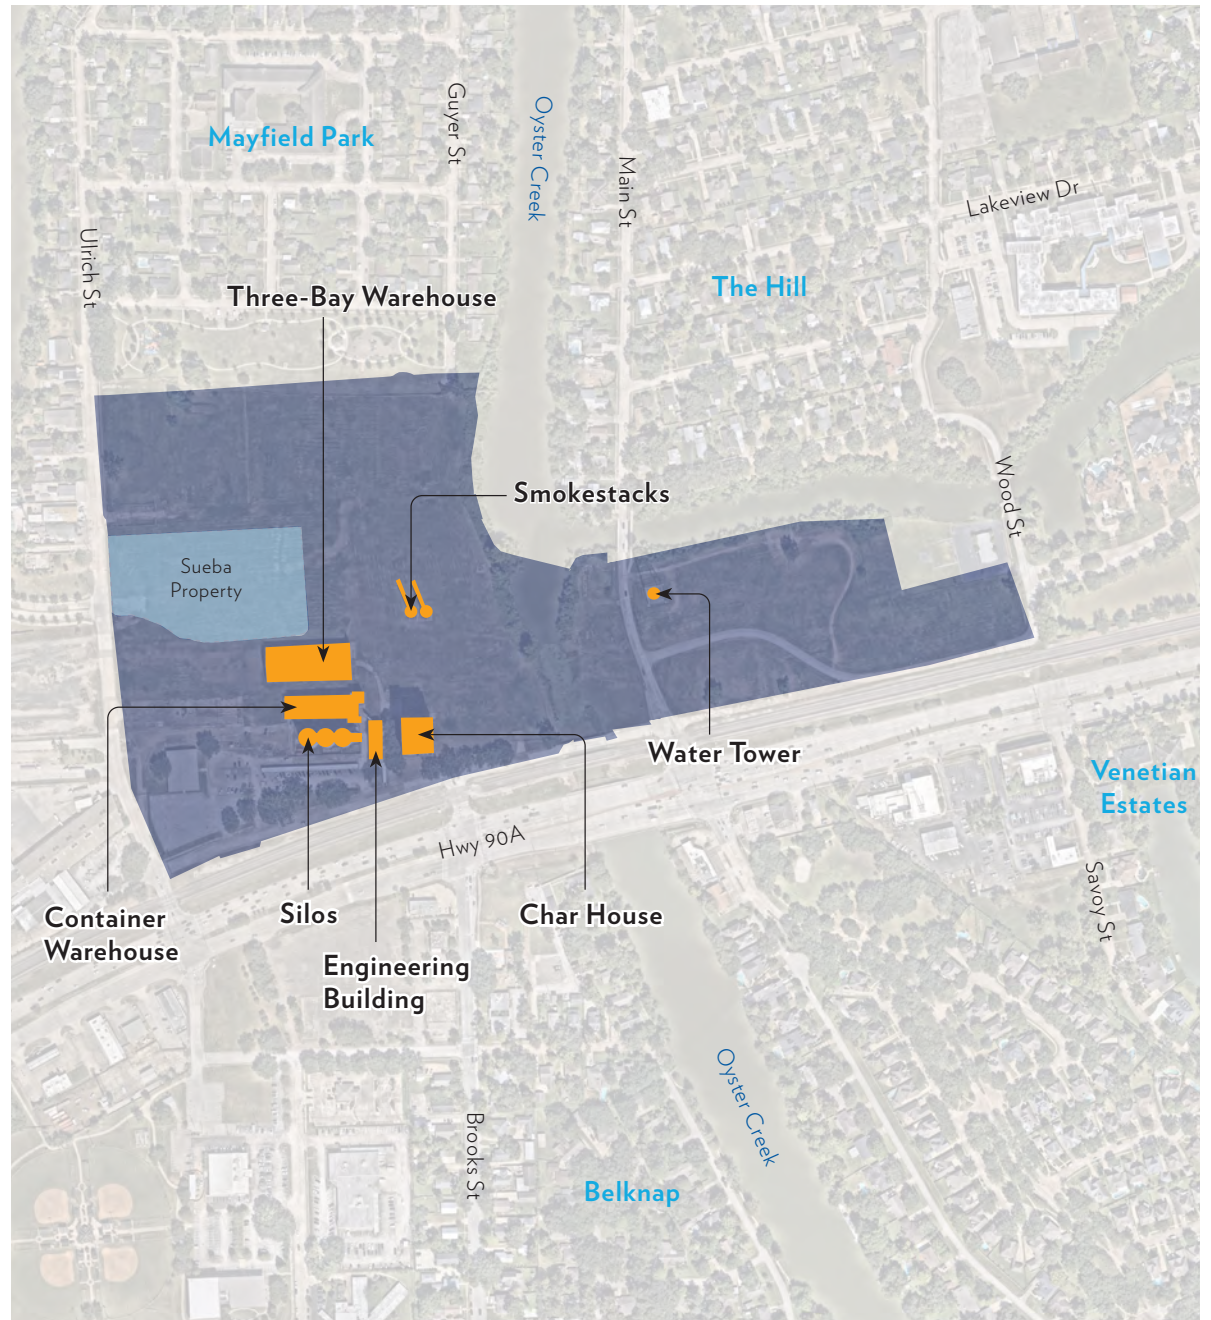 Guyer St
Oyster Creek
Mayfield Park
Main St
Lakeview Dr
Ulrich St
The Hill
Three-Bay Warehouse
Smokestacks
Wood St
Sueba
Property
Water Tower
Venetian
Estates
Hwy 90A
Savoy St
Container
Warehouse
Silos
Char House
Engineering
Building
Oyster Creek
Brooks St
Belknap